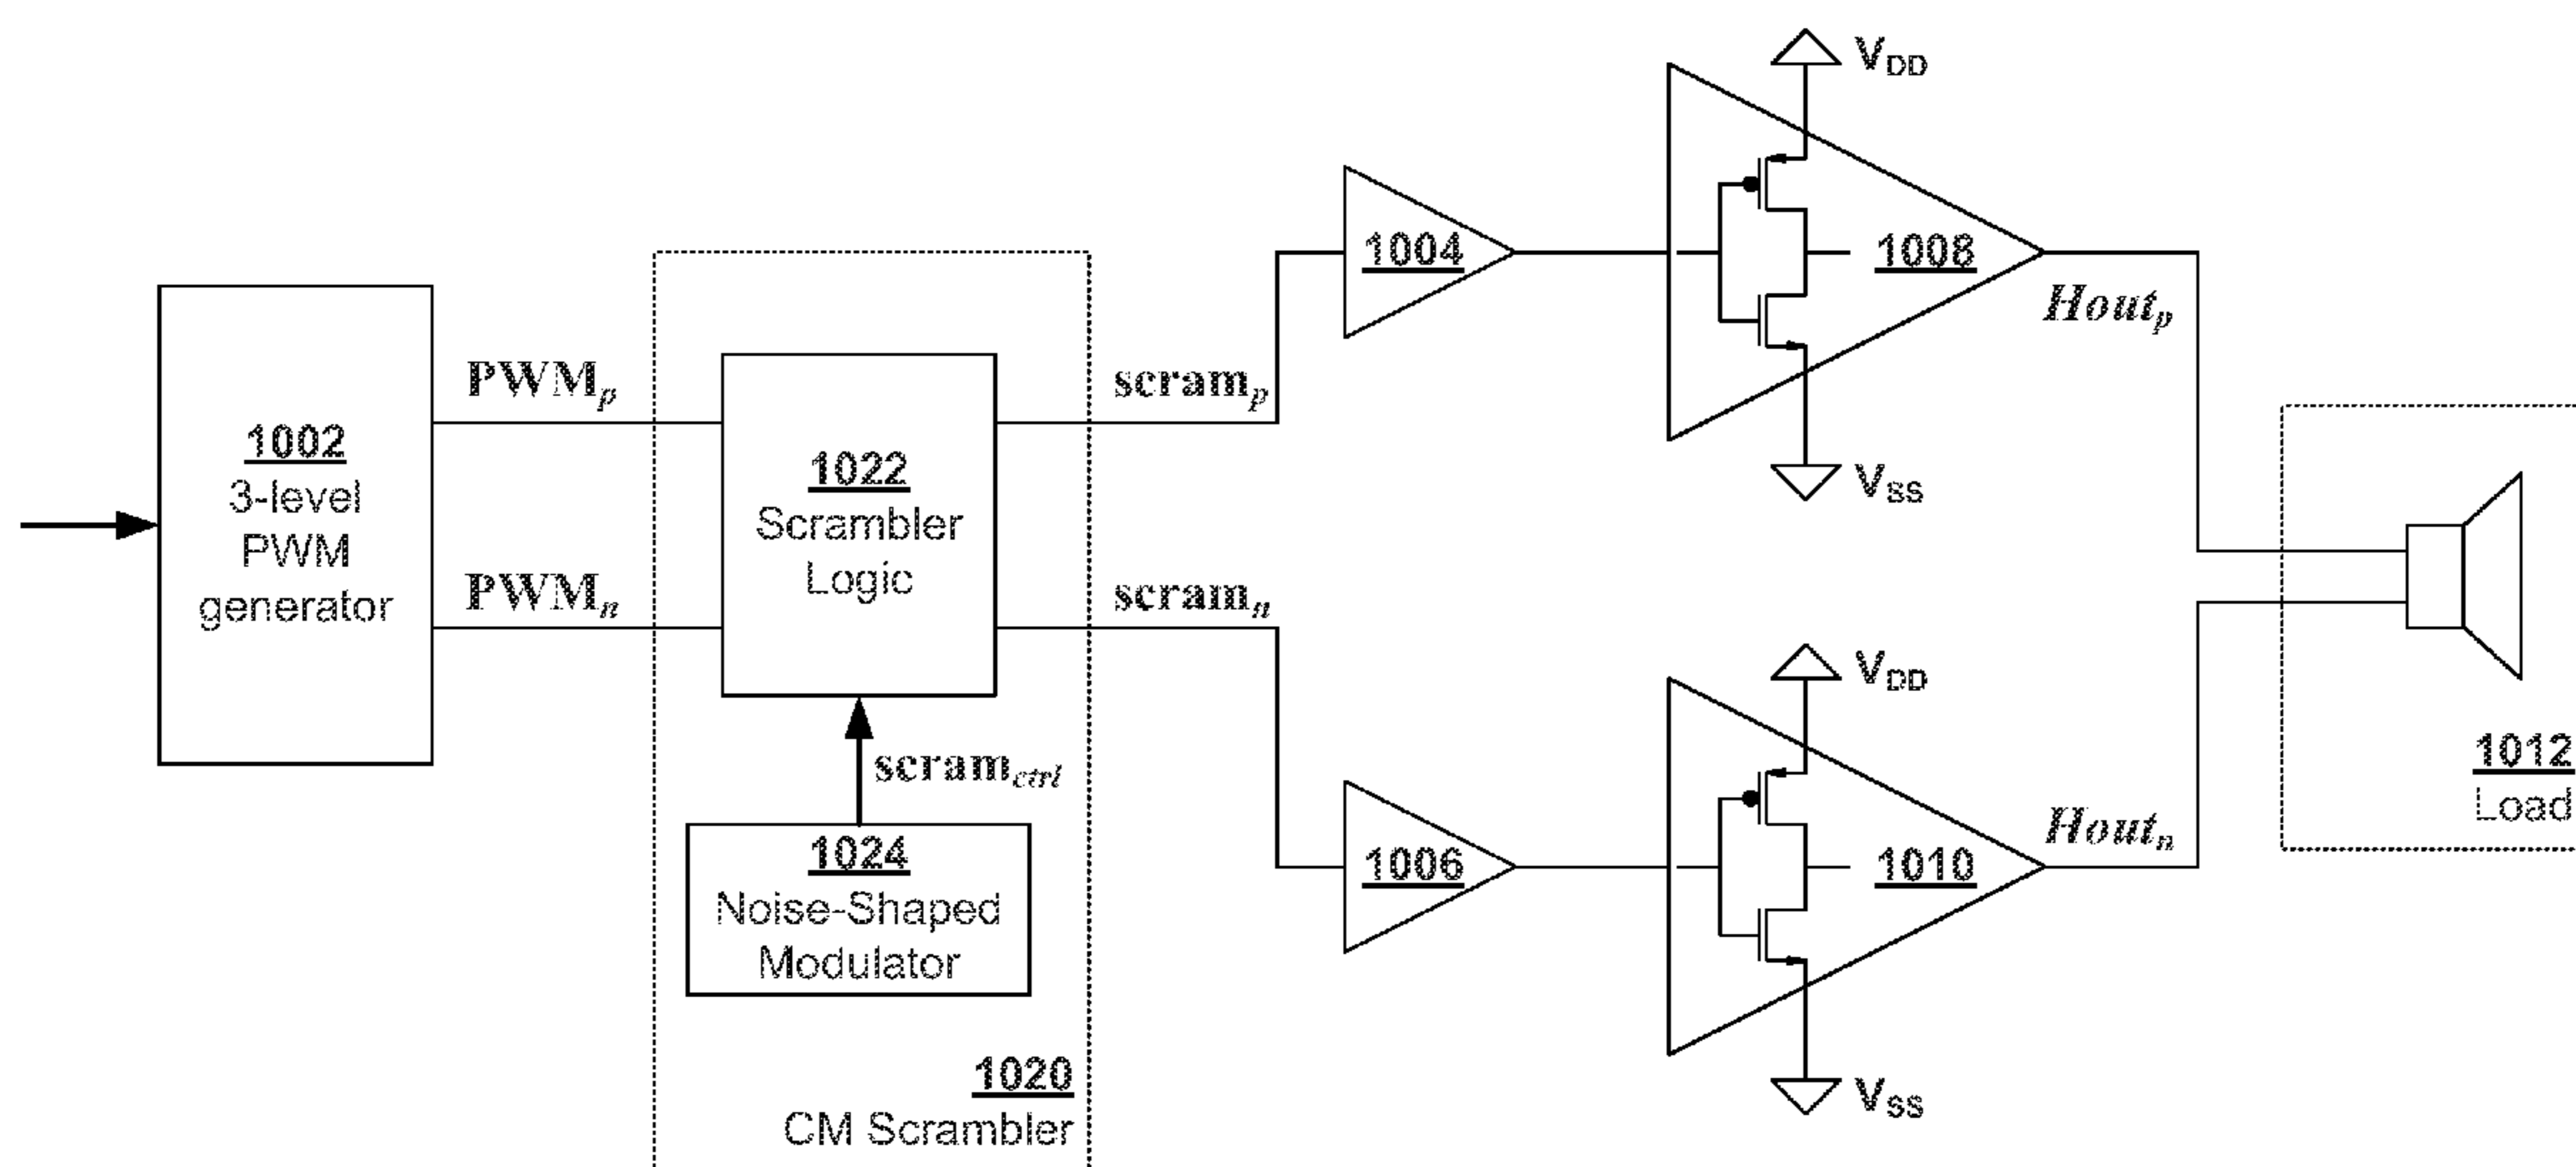 1002
3-level
PWM
generator
PWMp
PWMn
1022
Scrambler
Logic
scramctrl
1024
Noise-Shaped
Modulator
1020
CM Scrambler
scramp
scramn
1004
1006
VDD
1008
VSS
Houtp
VDD
1010
VSS
Houtn
1012
Load